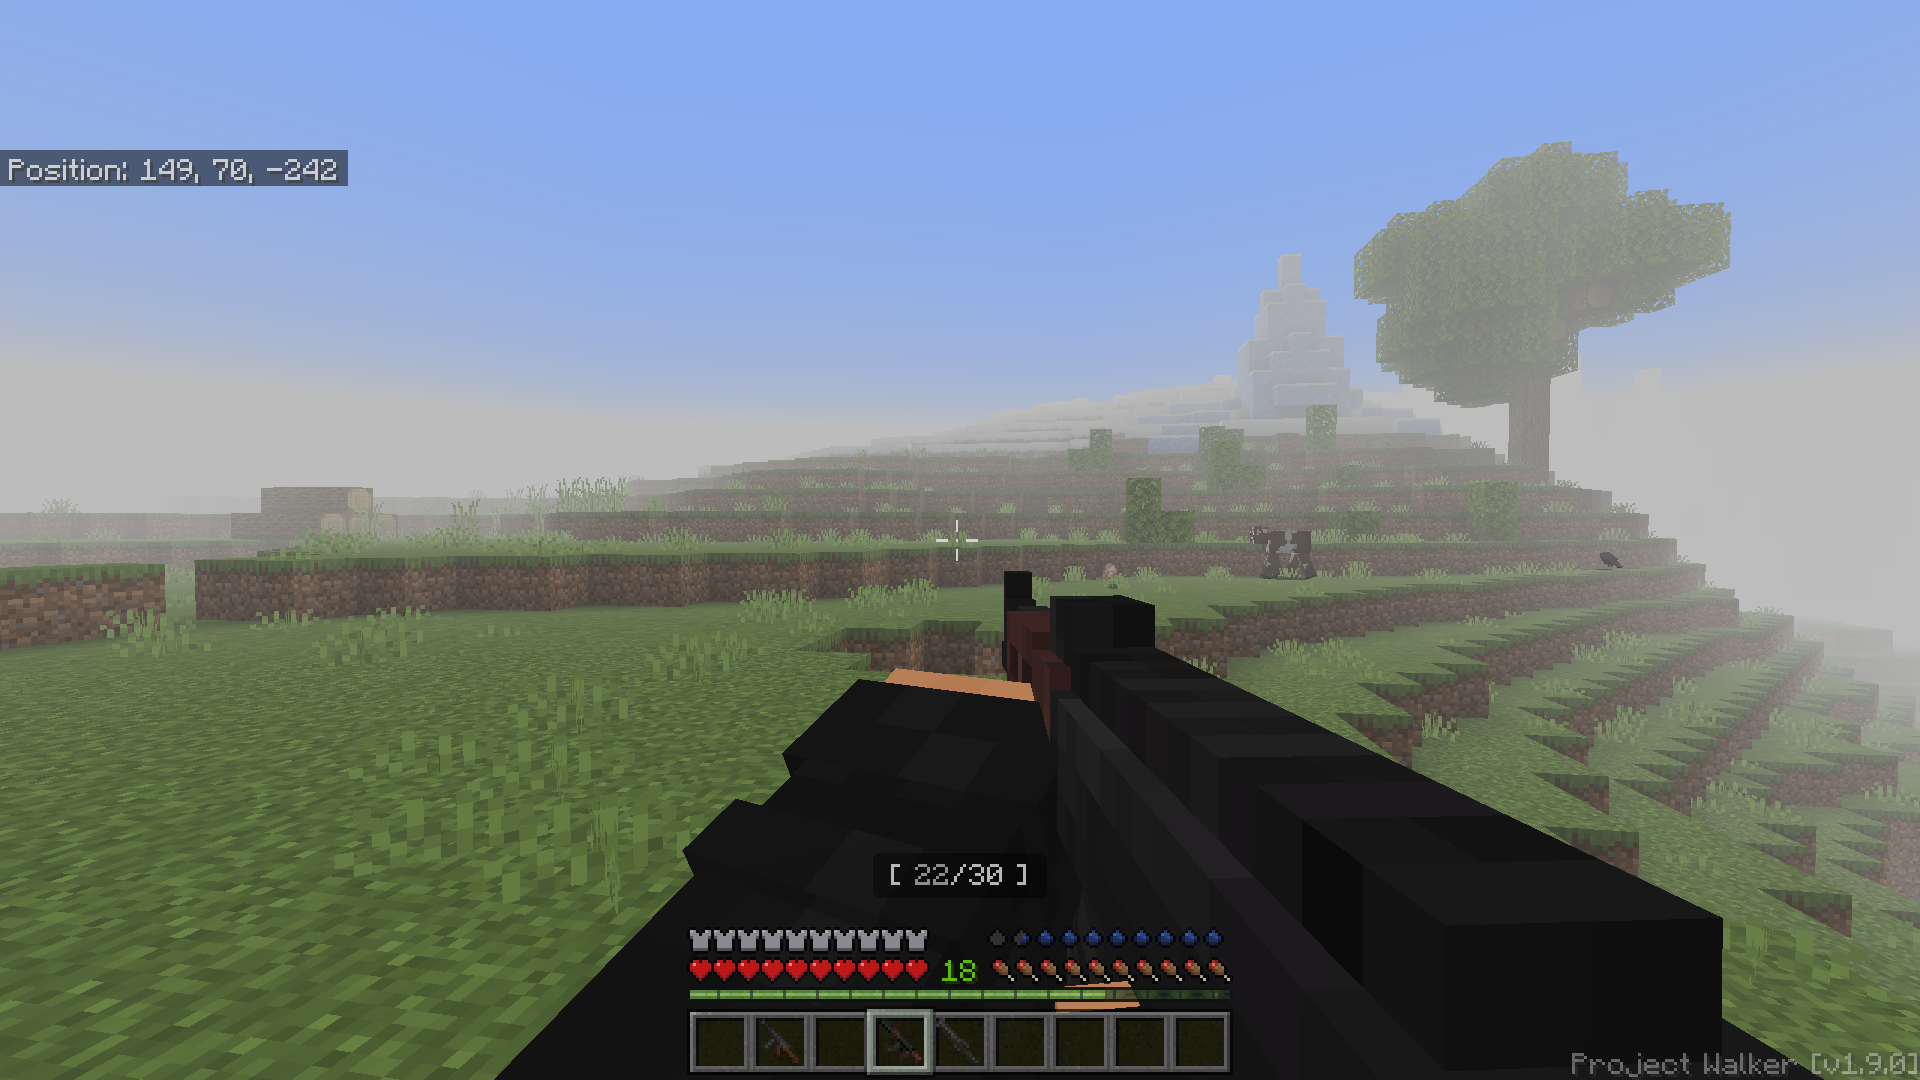 Position: 149, 70, -242
[ 22/30 ]
18
Project Walker [v1.9.0]